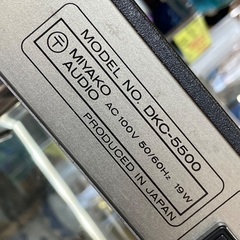 MODEL NO. DKC-5500
MIYAKO
AUDIO
AC 100V 50/60Hz 19W
PRODUCED IN JAPAN